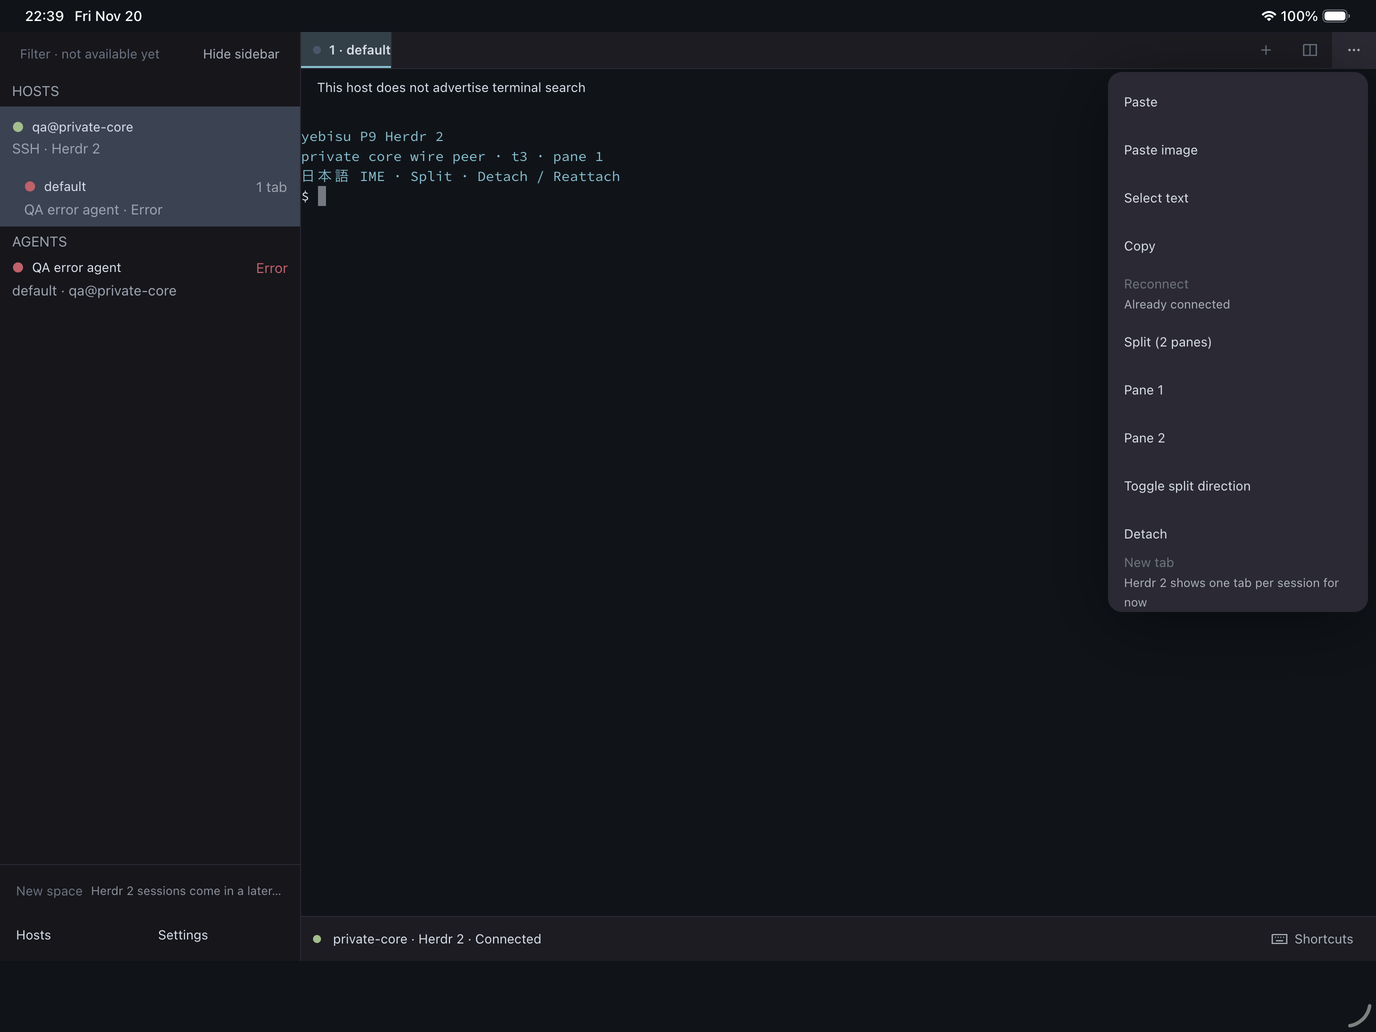 22:39 Fri Nov 20
100%
Filter · not available yet
Hide sidebar
HOSTS
qa@private-core
SSH · Herdr 2
default
1 tab
QA error agent · Error
AGENTS
QA error agent
Error
default · qa@private-core
New space Herdr 2 sessions come in a later...
Hosts
Settings
1 · default
This host does not advertise terminal search
yebisu P9 Herdr 2
private core wire peer · t3 · pane 1
日本語 IME · Split · Detach / Reattach
$
Paste
Paste image
Select text
Copy
Reconnect
Already connected
Split (2 panes)
Pane 1
Pane 2
Toggle split direction
Detach
New tab
Herdr 2 shows one tab per session for
now
private-core · Herdr 2 · Connected
Shortcuts